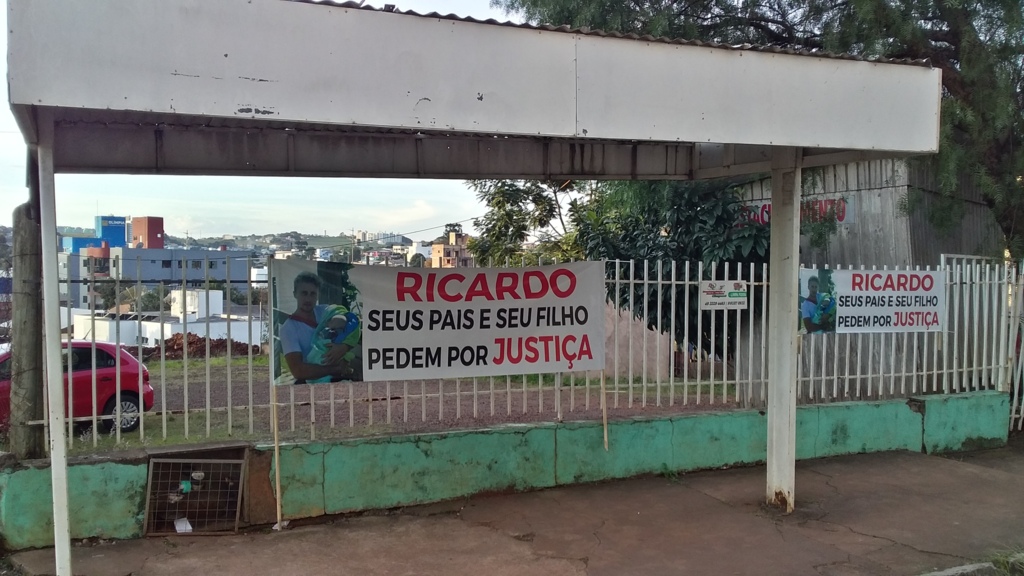 RICARDO
SEUS PAIS E SEU FILHO
PEDEM POR JUSTIÇA
RICARDO
SEUS PAIS E SEU FILHO
PEDEM POR JUSTIÇA